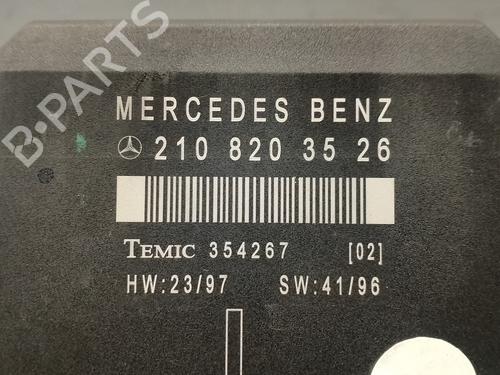 B-PARTS
MERCEDES BENZ
210 820 35 26
TEMIC 354267 [02]
HW:23/97 SW:41/96